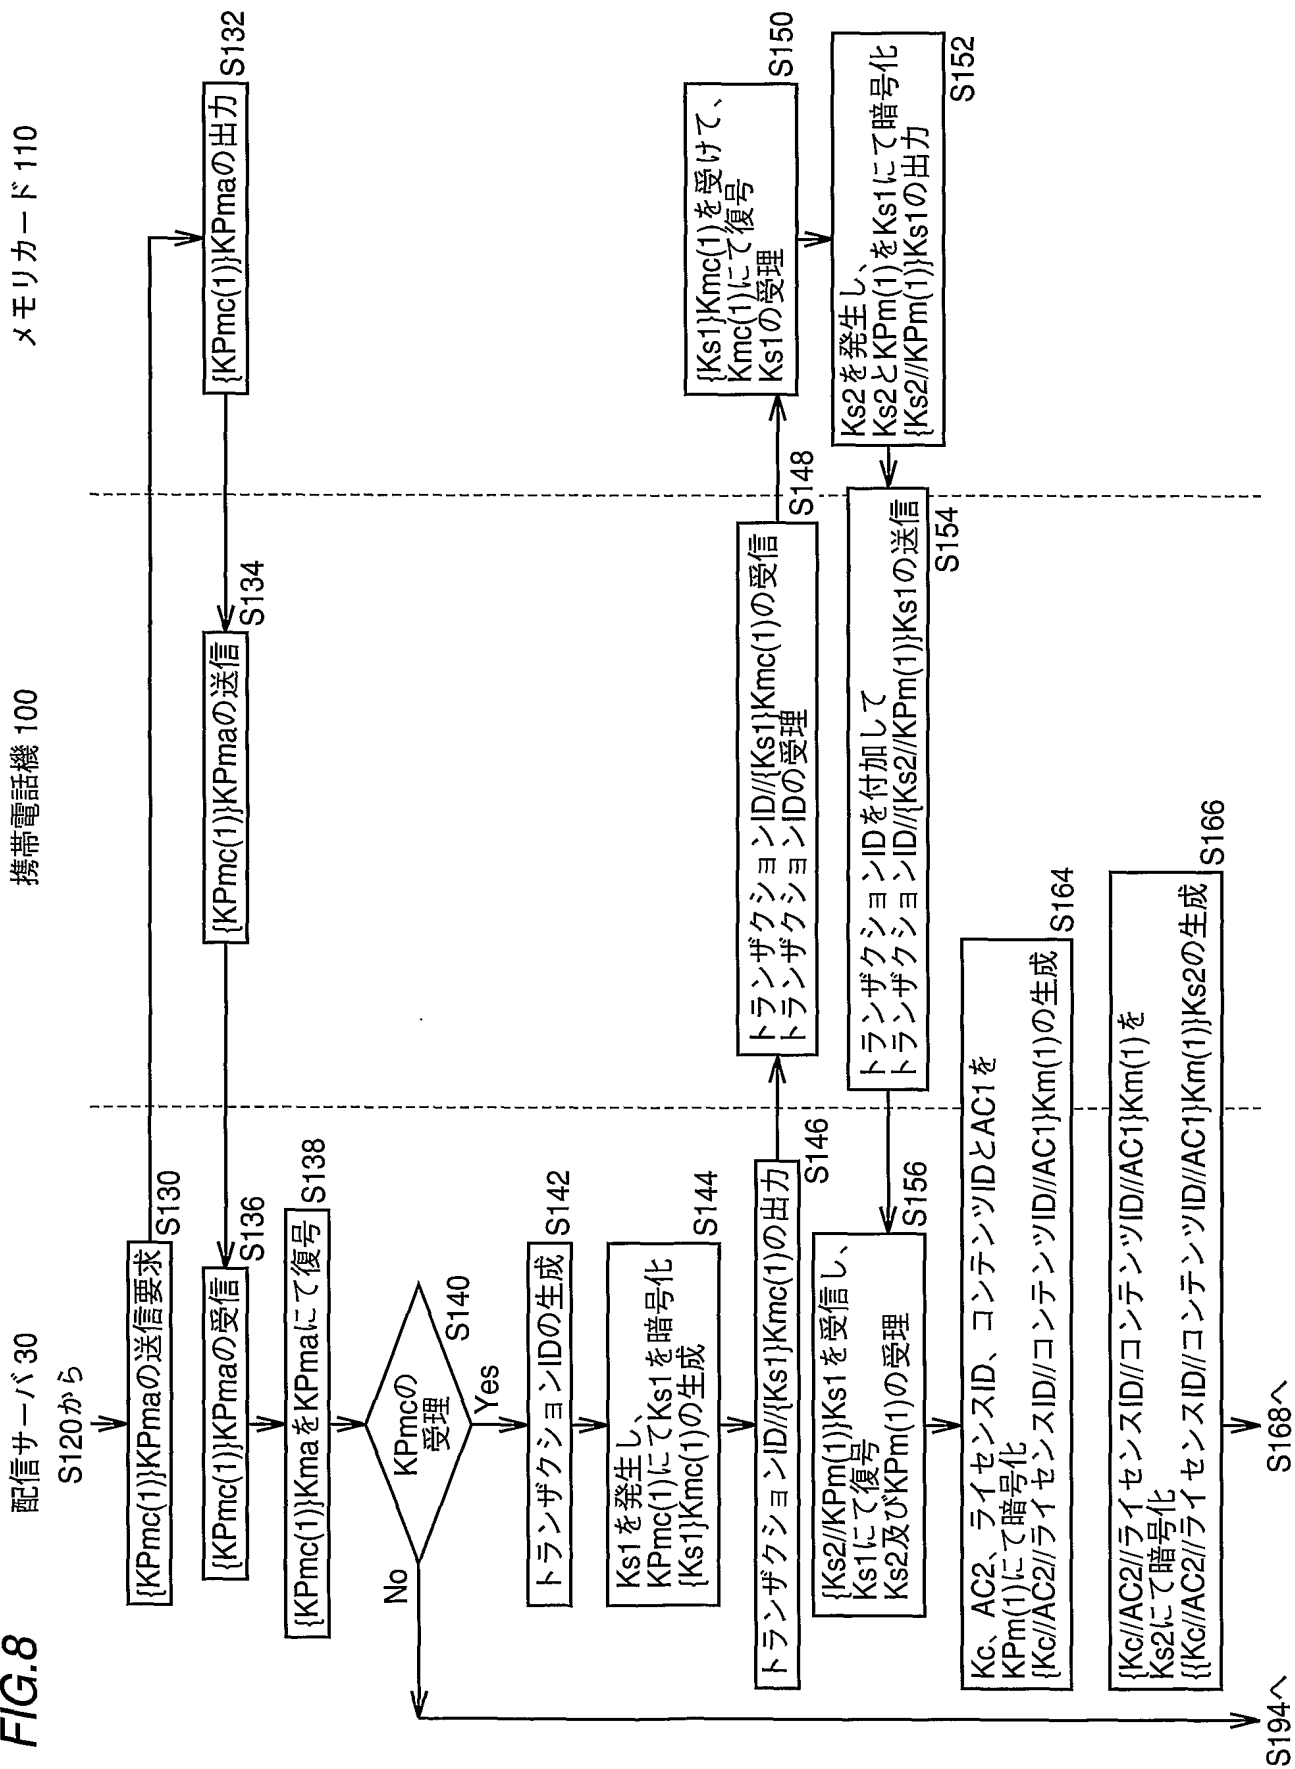 FIG.8
配信サーバ 30
携帯電話機 100
メモリカード 110
S120から
{KPmc(1)}KPmaの送信要求
S130
{KPmc(1)}KPmaの出力
S132
{KPmc(1)}KPmaの送信
S134
{KPmc(1)}KPmaの受信
S136
{KPmc(1)}KmaをKPmaにて復号
S138
KPmcの
受理
S140
No
Yes
トランザクションIDの生成
S142
Ks1を発生し、
KPmc(1)にてKs1を暗号化
{Ks1}Kmc(1)の生成
S144
トランザクションID//{Ks1}Kmc(1)の出力
S146
トランザクションID//{Ks1}Kmc(1)の受信
トランザクションIDの受理
S148
{Ks1}Kmc(1)を受けて、
Kmc(1)にて復号
Ks1の受理
S150
Ks2を発生し、
Ks2とKPm(1)をKs1にて暗号化
{Ks2//KPm(1)}Ks1の出力
S152
トランザクションIDを付加して
トランザクションID//{Ks2//KPm(1)}Ks1の送信
S154
{Ks2//KPm(1)}Ks1を受信し、
Ks1にて復号
Ks2及びKPm(1)の受理
S156
Kc、AC2、ライセンスID、コンテンツIDとAC1を
KPm(1)にて暗号化
{Kc//AC2//ライセンスID//コンテンツID//AC1}Km(1)の生成
S164
{Kc//AC2//ライセンスID//コンテンツID//AC1}Km(1)を
Ks2にて暗号化
{{Kc//AC2//ライセンスID//コンテンツID//AC1}Km(1)}Ks2の生成
S166
S194へ
S168へ